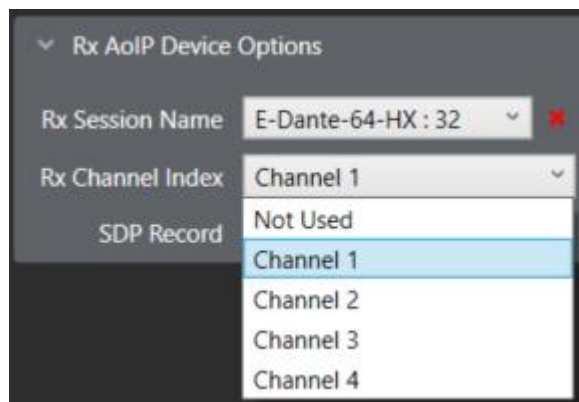 Rx AoIP Device Options
Rx Session Name E-Dante-64-HX : 32
Rx Channel Index Channel 1
SDP Record
Not Used
Channel 1
Channel 2
Channel 3
Channel 4